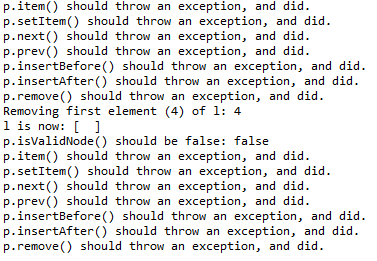 p.item() should throw an exception, and did.
p.setItem() should throw an exception, and did.
p.next() should throw an exception, and did.
p.prev() should throw an exception, and did.
p.insertBefore() should throw an exception, and did.
p.insertAfter() should throw an exception, and did.
p.remove() should throw an exception, and did.
Removing first element (4) of l: 4
l is now: [  ]
p.isValidNode() should be false: false
p.item() should throw an exception, and did.
p.setItem() should throw an exception, and did.
p.next() should throw an exception, and did.
p.prev() should throw an exception, and did.
p.insertBefore() should throw an exception, and did.
p.insertAfter() should throw an exception, and did.
p.remove() should throw an exception, and did.